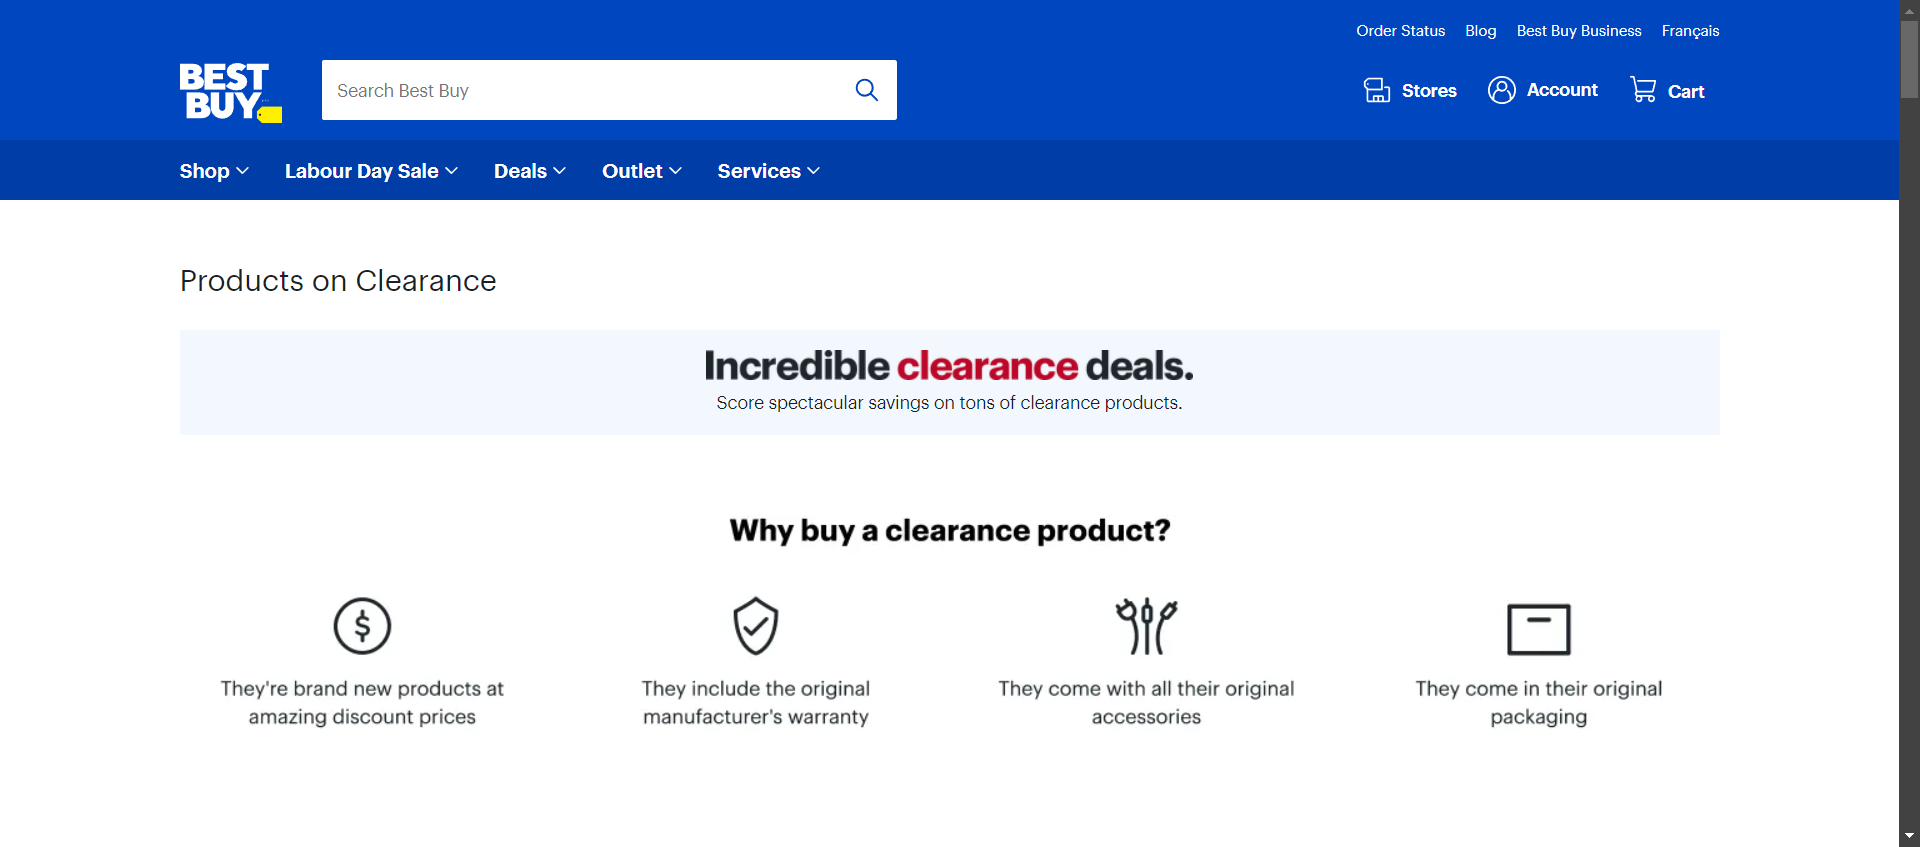 Order Status Blog Best Buy Business Français
BEST
BUY
Search Best Buy
Stores Account Cart
Shop Labour Day Sale Deals Outlet Services
Products on Clearance
Incredible clearance deals.
Score spectacular savings on tons of clearance products.
Why buy a clearance product?
$
They're brand new products at
amazing discount prices
They include the original
manufacturer's warranty
They come with all their original
accessories
They come in their original
packaging